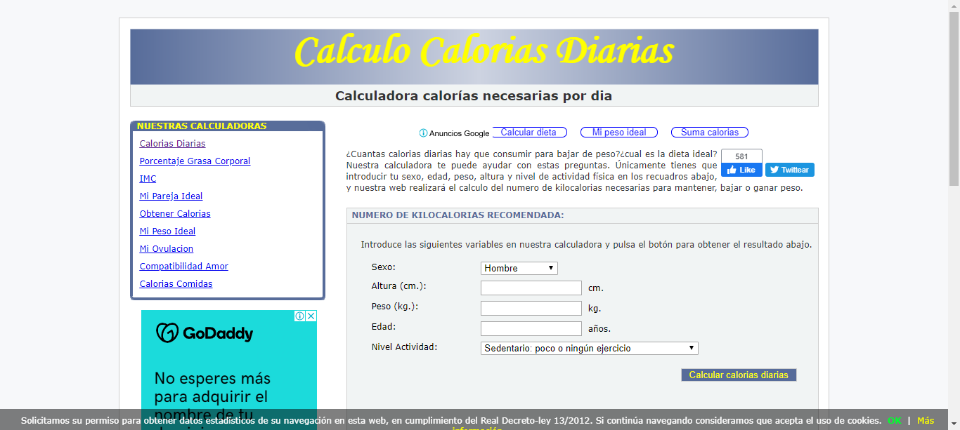 Calculo Calorias Diarias
Calculadora calorías necesarias por dia
NUESTRAS CALCULADORAS
Calorias Diarias
Porcentaje Grasa Corporal
IMC
Mi Pareja Ideal
Obtener Calorias
Mi Peso Ideal
Mi Ovulacion
Compatibilidad Amor
Calorias Comidas
GoDaddy
No esperes más
para adquirir el
nombre de tu
Anuncios Google
Calcular dieta
Mi peso ideal
Suma calorías
¿Cuantas calorias diarias hay que consumir para bajar de peso?¿cual es la dieta ideal?
Nuestra calculadora te puede ayudar con estas preguntas. Únicamente tienes que
introducir tu sexo, edad, peso, altura y nivel de actividad física en los recuadros abajo,
y nuestra web realizará el calculo del numero de kilocalorias necesarias para mantener, bajar o ganar peso.
581
Like
Twittear
NUMERO DE KILOCALORIAS RECOMENDADA:
Introduce las siguientes variables en nuestra calculadora y pulsa el botón para obtener el resultado abajo.
Sexo: Hombre
Altura (cm.): cm.
Peso (kg.): kg.
Edad: años.
Nivel Actividad: Sedentario: poco o ningún ejercicio
Calcular calorias diarias
Solicitamos su permiso para obtener datos estadísticos de su navegación en esta web, en cumplimiento del Real Decreto-ley 13/2012. Si continúa navegando consideramos que acepta el uso de cookies. OK | Más
información